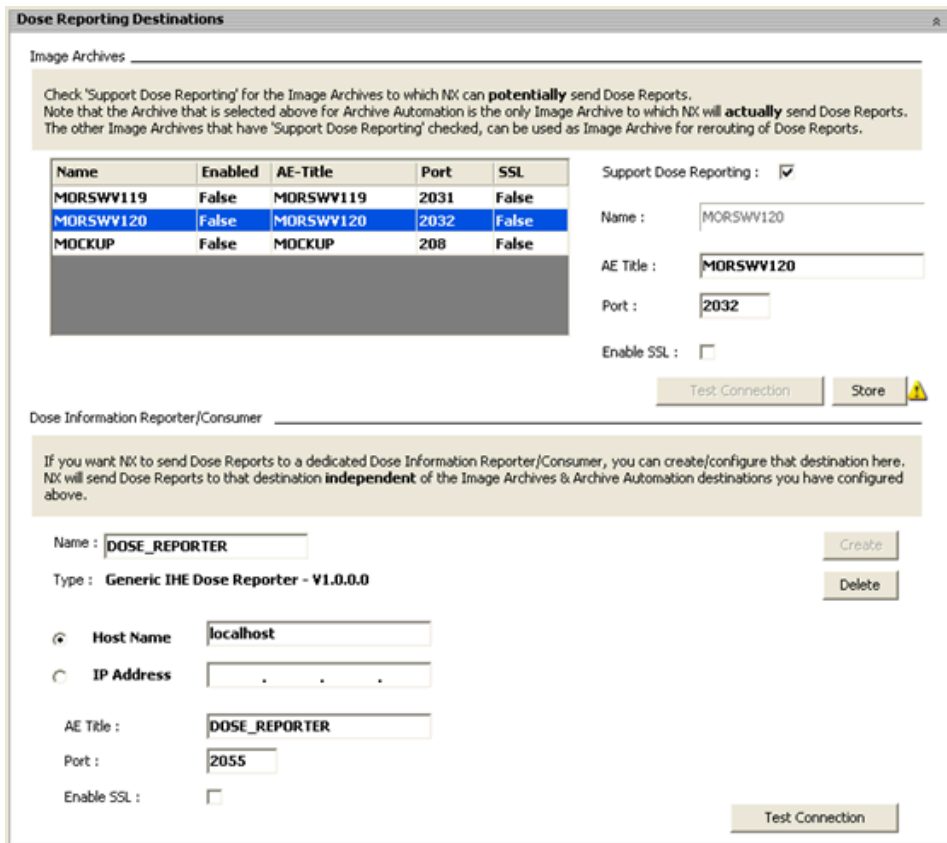 Dose Reporting Destinations
Image Archives
Check 'Support Dose Reporting' for the Image Archives to which NX can potentially send Dose Reports.
Note that the Archive that is selected above for Archive Automation is the only Image Archive to which NX will actually send Dose Reports.
The other Image Archives that have 'Support Dose Reporting' checked, can be used as Image Archive for rerouting of Dose Reports.
Name Enabled AE-Title Port SSL
MORSWV119 False MORSWV119 2031 False
MORSWV120 False MORSWV120 2032 False
MOCKUP False MOCKUP 208 False
Support Dose Reporting :
Name : MORSWV120
AE Title : MORSWV120
Port : 2032
Enable SSL :
Test Connection Store
Dose Information Reporter/Consumer
If you want NX to send Dose Reports to a dedicated Dose Information Reporter/Consumer, you can create/configure that destination here.
NX will send Dose Reports to that destination independent of the Image Archives & Archive Automation destinations you have configured
above.
Name : DOSE_REPORTER
Create
Type : Generic IHE Dose Reporter - V1.0.0.0
Delete
Host Name localhost
IP Address . . .
AE Title : DOSE_REPORTER
Port : 2055
Enable SSL :
Test Connection